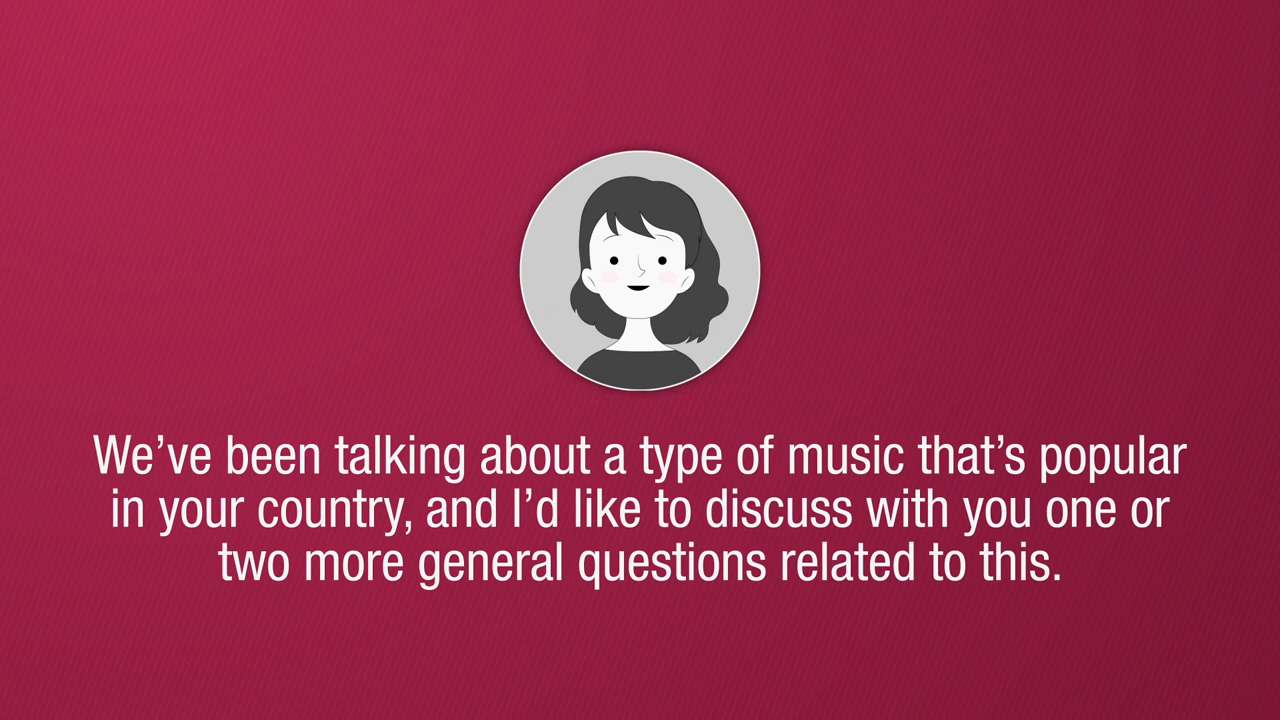 We’ve been talking about a type of music that’s popular
in your country, and I’d like to discuss with you one or
two more general questions related to this.